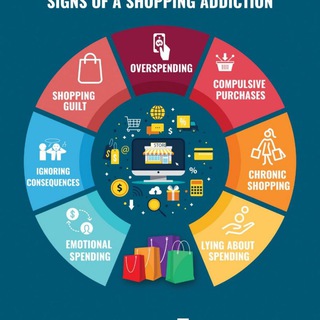 SIGNS OF A SHOPPING ADDICTION
OVERSPENDING
COMPULSIVE
PURCHASES
CHRONIC
SHOPPING
LYING ABOUT
SPENDING
EMOTIONAL
SPENDING
IGNORING
CONSEQUENCES
SHOPPING
GUILT
STORE